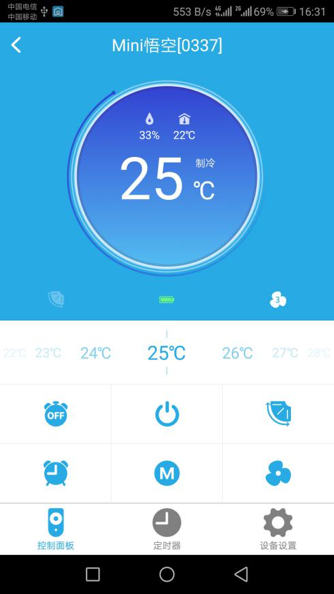 中国电信
中国移动
553 B/s 4G 2G 69% 16:31
Mini悟空[0337]
33% 22℃
25℃ 制冷
3
22℃ 23℃ 24℃ 25℃ 26℃ 27℃ 28℃
OFF
M
控制面板 定时器 设备设置